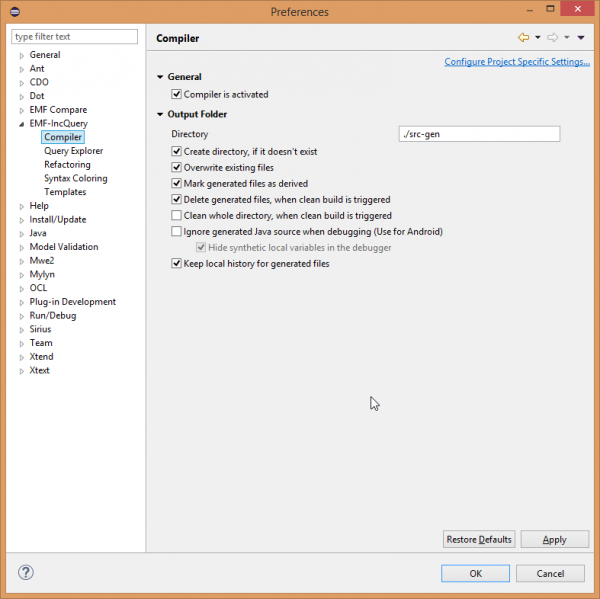 Preferences
type filter text
General
Ant
CDO
Dot
EMF Compare
EMF-IncQuery
Compiler
Query Explorer
Refactoring
Syntax Coloring
Templates
Help
Install/Update
Java
Model Validation
Mwe2
Mylyn
OCL
Plug-in Development
Run/Debug
Sirius
Team
Xtend
Xtext
Compiler
Configure Project Specific Settings...
General
Compiler is activated
Output Folder
Directory ./src-gen
Create directory, if it doesn't exist
Overwrite existing files
Mark generated files as derived
Delete generated files, when clean build is triggered
Clean whole directory, when clean build is triggered
Ignore generated Java source when debugging (Use for Android)
Hide synthetic local variables in the debugger
Keep local history for generated files
Restore Defaults Apply
? OK Cancel